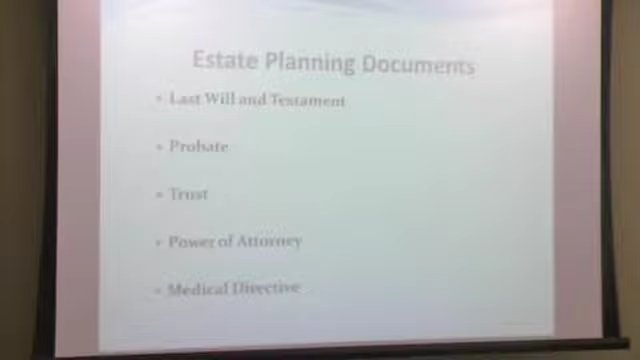 Estate Planning Documents
• Last Will and Testament
• Probate
• Trust
• Power of Attorney
• Medical Directive